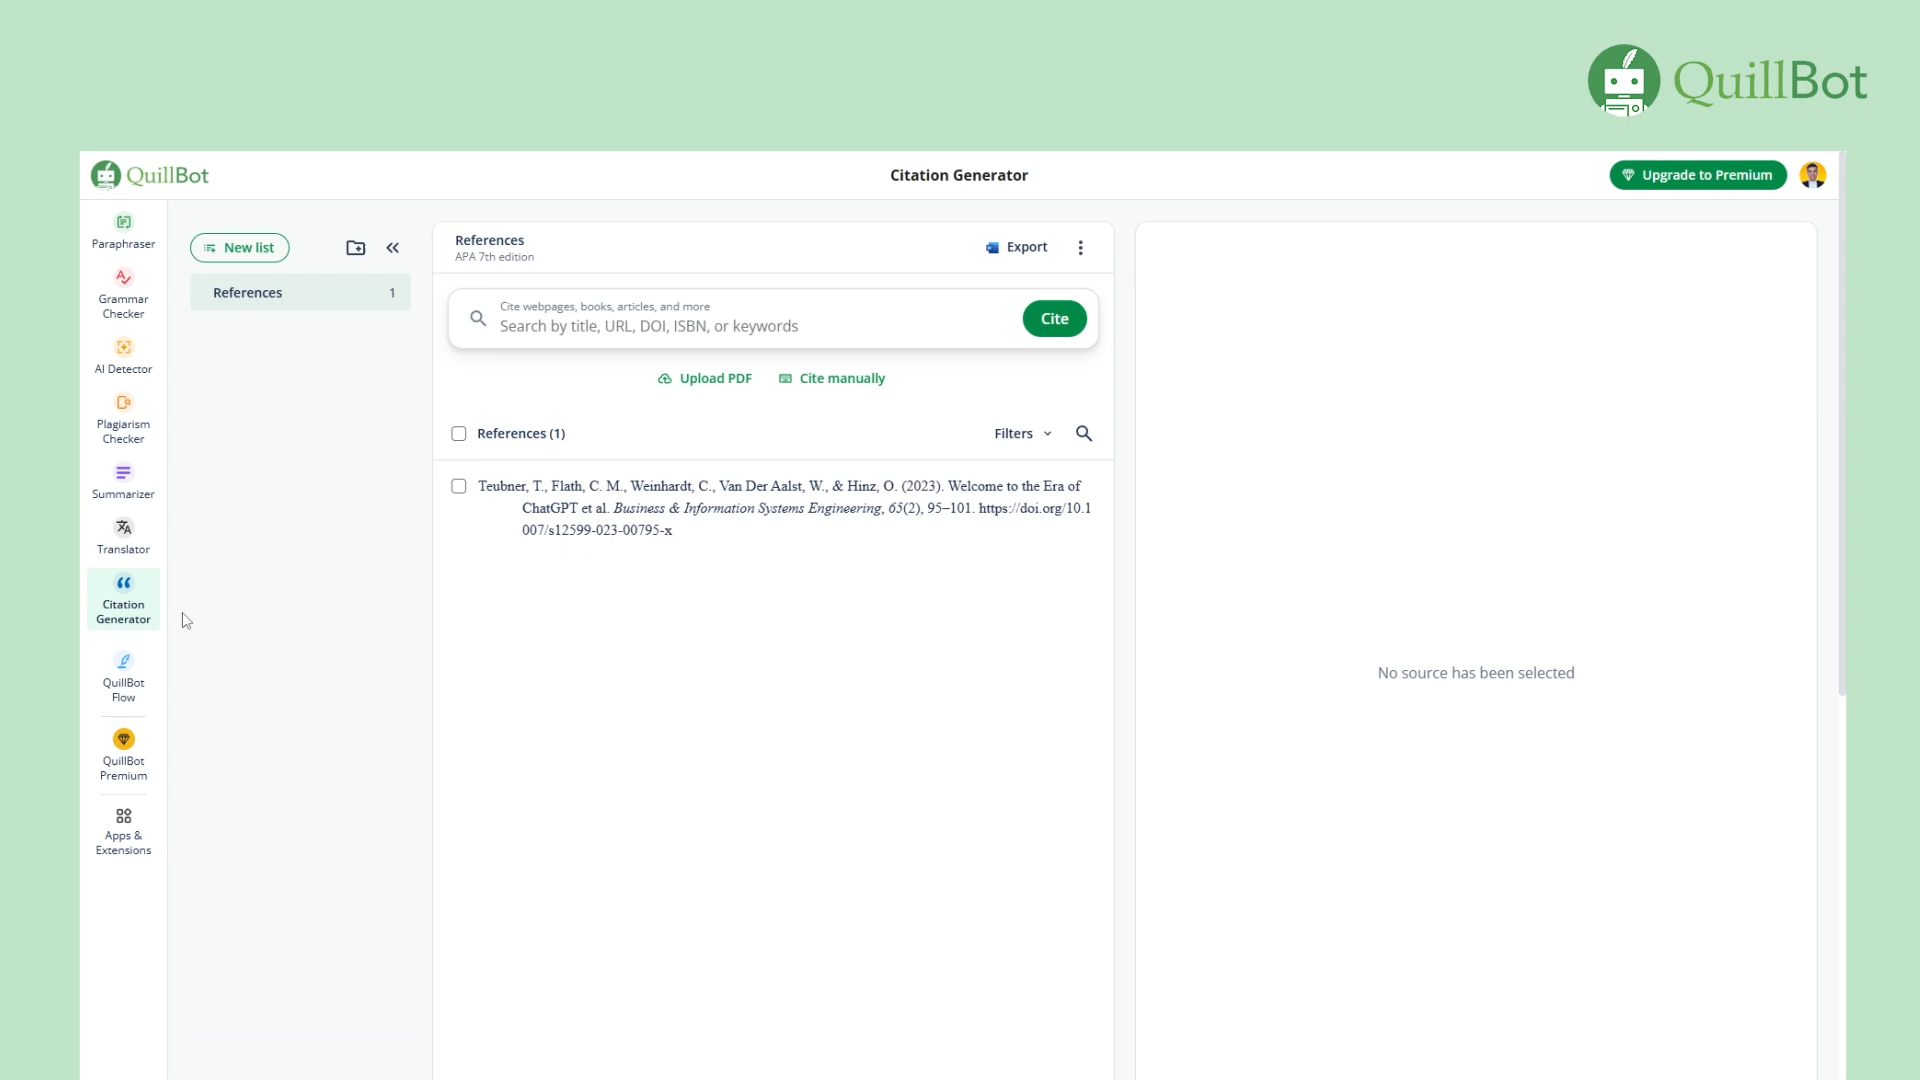 QuillBot
QuillBot
Citation Generator
Upgrade to Premium
Paraphraser
Grammar
Checker
AI Detector
Plagiarism
Checker
Summarizer
Translator
Citation
Generator
QuillBot
Flow
QuillBot
Premium
Apps &
Extensions
New list
References 1
References
APA 7th edition
Export
Cite webpages, books, articles, and more
Search by title, URL, DOI, ISBN, or keywords
Cite
Upload PDF
Cite manually
References (1)
Filters
Teubner, T., Flath, C. M., Weinhardt, C., Van Der Aalst, W., & Hinz, O. (2023). Welcome to the Era of
ChatGPT et al. Business & Information Systems Engineering, 65(2), 95–101. https://doi.org/10.1
007/s12599-023-00795-x
No source has been selected